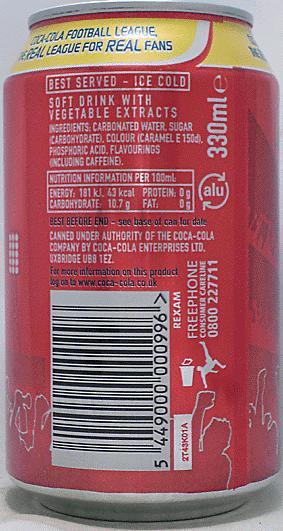 COCA-COLA FOOTBALL LEAGUE,
REAL LEAGUE FOR REAL FANS
BEST SERVED - ICE COLD
SOFT DRINK WITH
VEGETABLE EXTRACTS
INGREDIENTS: CARBONATED WATER, SUGAR
(CARBOHYDRATE), COLOUR (CARAMEL E 150d),
PHOSPHORIC ACID, FLAVOURINGS
(INCLUDING CAFFEINE).
330ml e
NUTRITION INFORMATION PER 100ml:
ENERGY: 181 kJ, 43 kcal PROTEIN: 0 g
CARBOHYDRATE: 10.7 g FAT: 0 g
alu
BEST BEFORE END - see base of can for date
CANNED UNDER AUTHORITY OF THE COCA-COLA
COMPANY BY COCA-COLA ENTERPRISES LTD,
UXBRIDGE UB8 1EZ.
For more information on this product
log on to www.coca-cola.co.uk
REXAM
FREEPHONE
CONSUMER CARELINE
0800 227711
5 449000 000996 >
2T43K01A